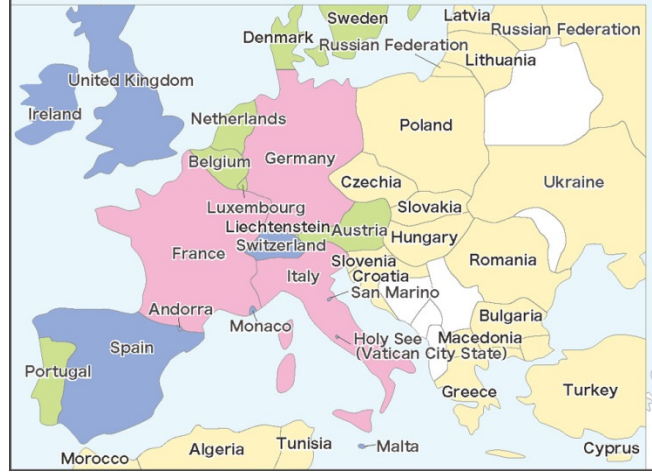 Sweden
Latvia
Denmark
Russian Federation
Russian Federation
Lithuania
United Kingdom
Ireland
Netherlands
Poland
Belgium
Germany
Czechia
Ukraine
Luxembourg
Slovakia
Liechtenstein
Austria
Switzerland
Hungary
France
Slovenia
Romania
Italy
Croatia
San Marino
Andorra
Monaco
Bulgaria
Holy See
(Vatican City State)
Macedonia
Spain
Portugal
Greece
Turkey
Algeria
Tunisia
Malta
Cyprus
Morocco